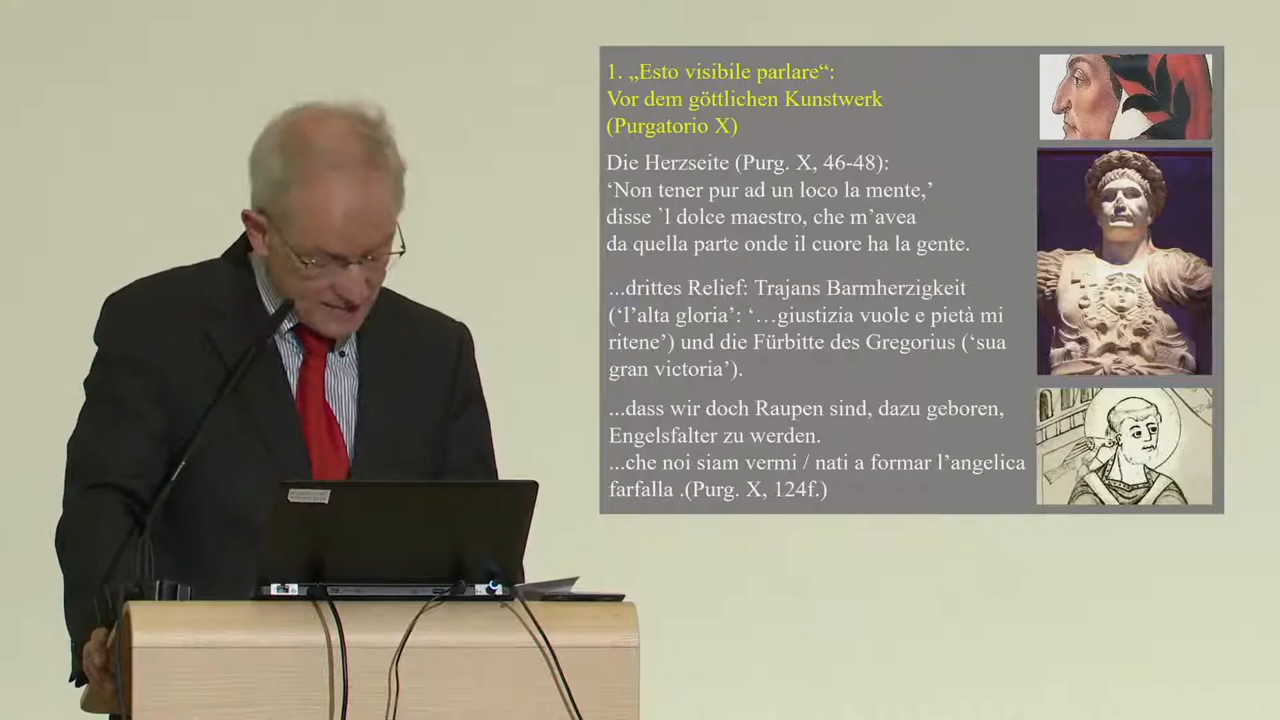 1. „Esto visibile parlare“:
Vor dem göttlichen Kunstwerk
(Purgatorio X)
Die Herzseite (Purg. X, 46-48):
‘Non tener pur ad un loco la mente,’
disse ’l dolce maestro, che m’avea
da quella parte onde il cuore ha la gente.
...drittes Relief: Trajans Barmherzigkeit
(‘l’alta gloria’: ‘…giustizia vuole e pietà mi
ritene’) und die Fürbitte des Gregorius (‘sua
gran victoria’).
...dass wir doch Raupen sind, dazu geboren,
Engelsfalter zu werden.
...che noi siam vermi / nati a formar l’angelica
farfalla .(Purg. X, 124f.)